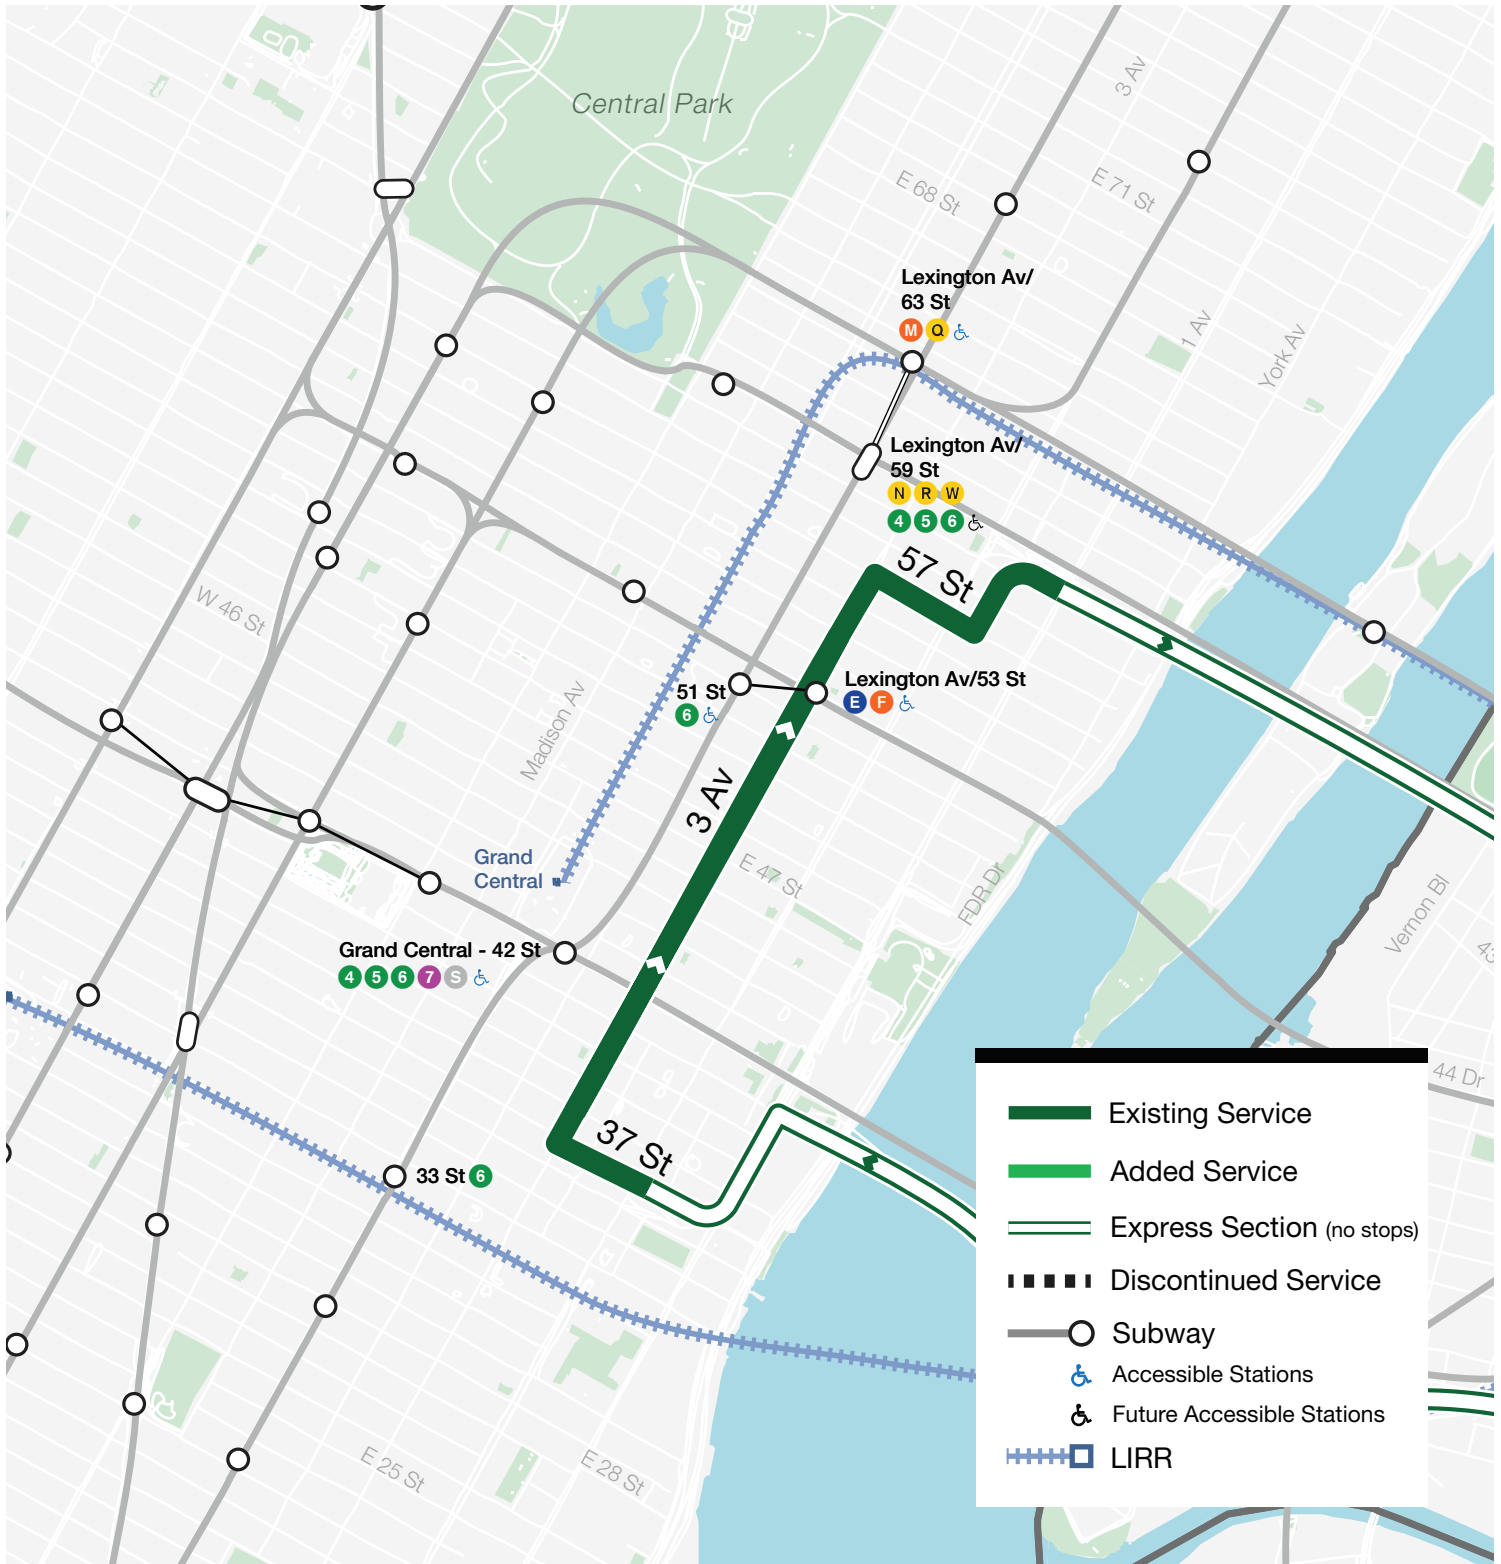 Central Park
3 Av
E 68 St
E 71 St
Lexington Av/
63 St
M Q
1 Av
York Av
Lexington Av/
59 St
N R W
4 5 6
57 St
W 46 St
Madison Av
51 St
6
Lexington Av/53 St
E F
3 Av
Grand
Central
E 47 St
FDR Dr
Vernon Bl
43
Grand Central - 42 St
4 5 6 7 S
44 Dr
37 St
33 St 6
E 25 St
E 28 St
Existing Service
Added Service
Express Section (no stops)
Discontinued Service
Subway
Accessible Stations
Future Accessible Stations
LIRR